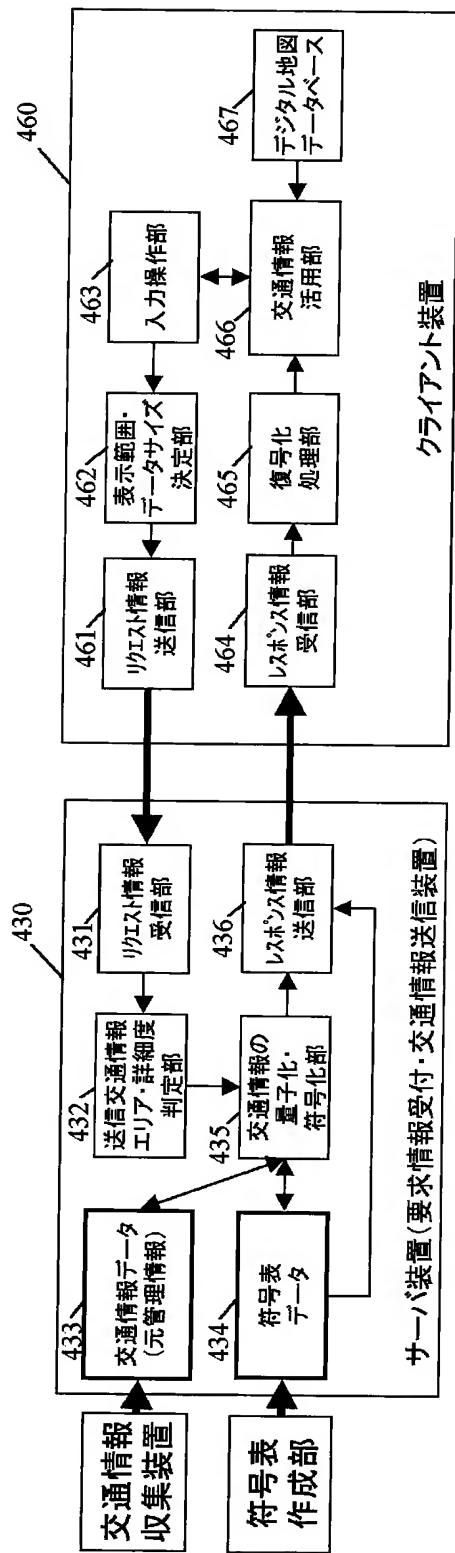 交通情報
収集装置
符号表
作成部
430
433
交通情報データ
(元管理情報)
434
符号表
データ
432
送信交通情報
エリア・詳細度
判定部
435
交通情報の
量子化・
符号化部
431
リクエスト情報
受信部
436
レスポンス情報
送信部
サーバ装置(要求情報受付・交通情報送信装置)
460
461
リクエスト情報
送信部
462
表示範囲・
データサイズ
決定部
463
入力操作部
464
レスポンス情報
受信部
465
復号化
処理部
466
交通情報
活用部
467
デジタル地図
データベース
クライアント装置